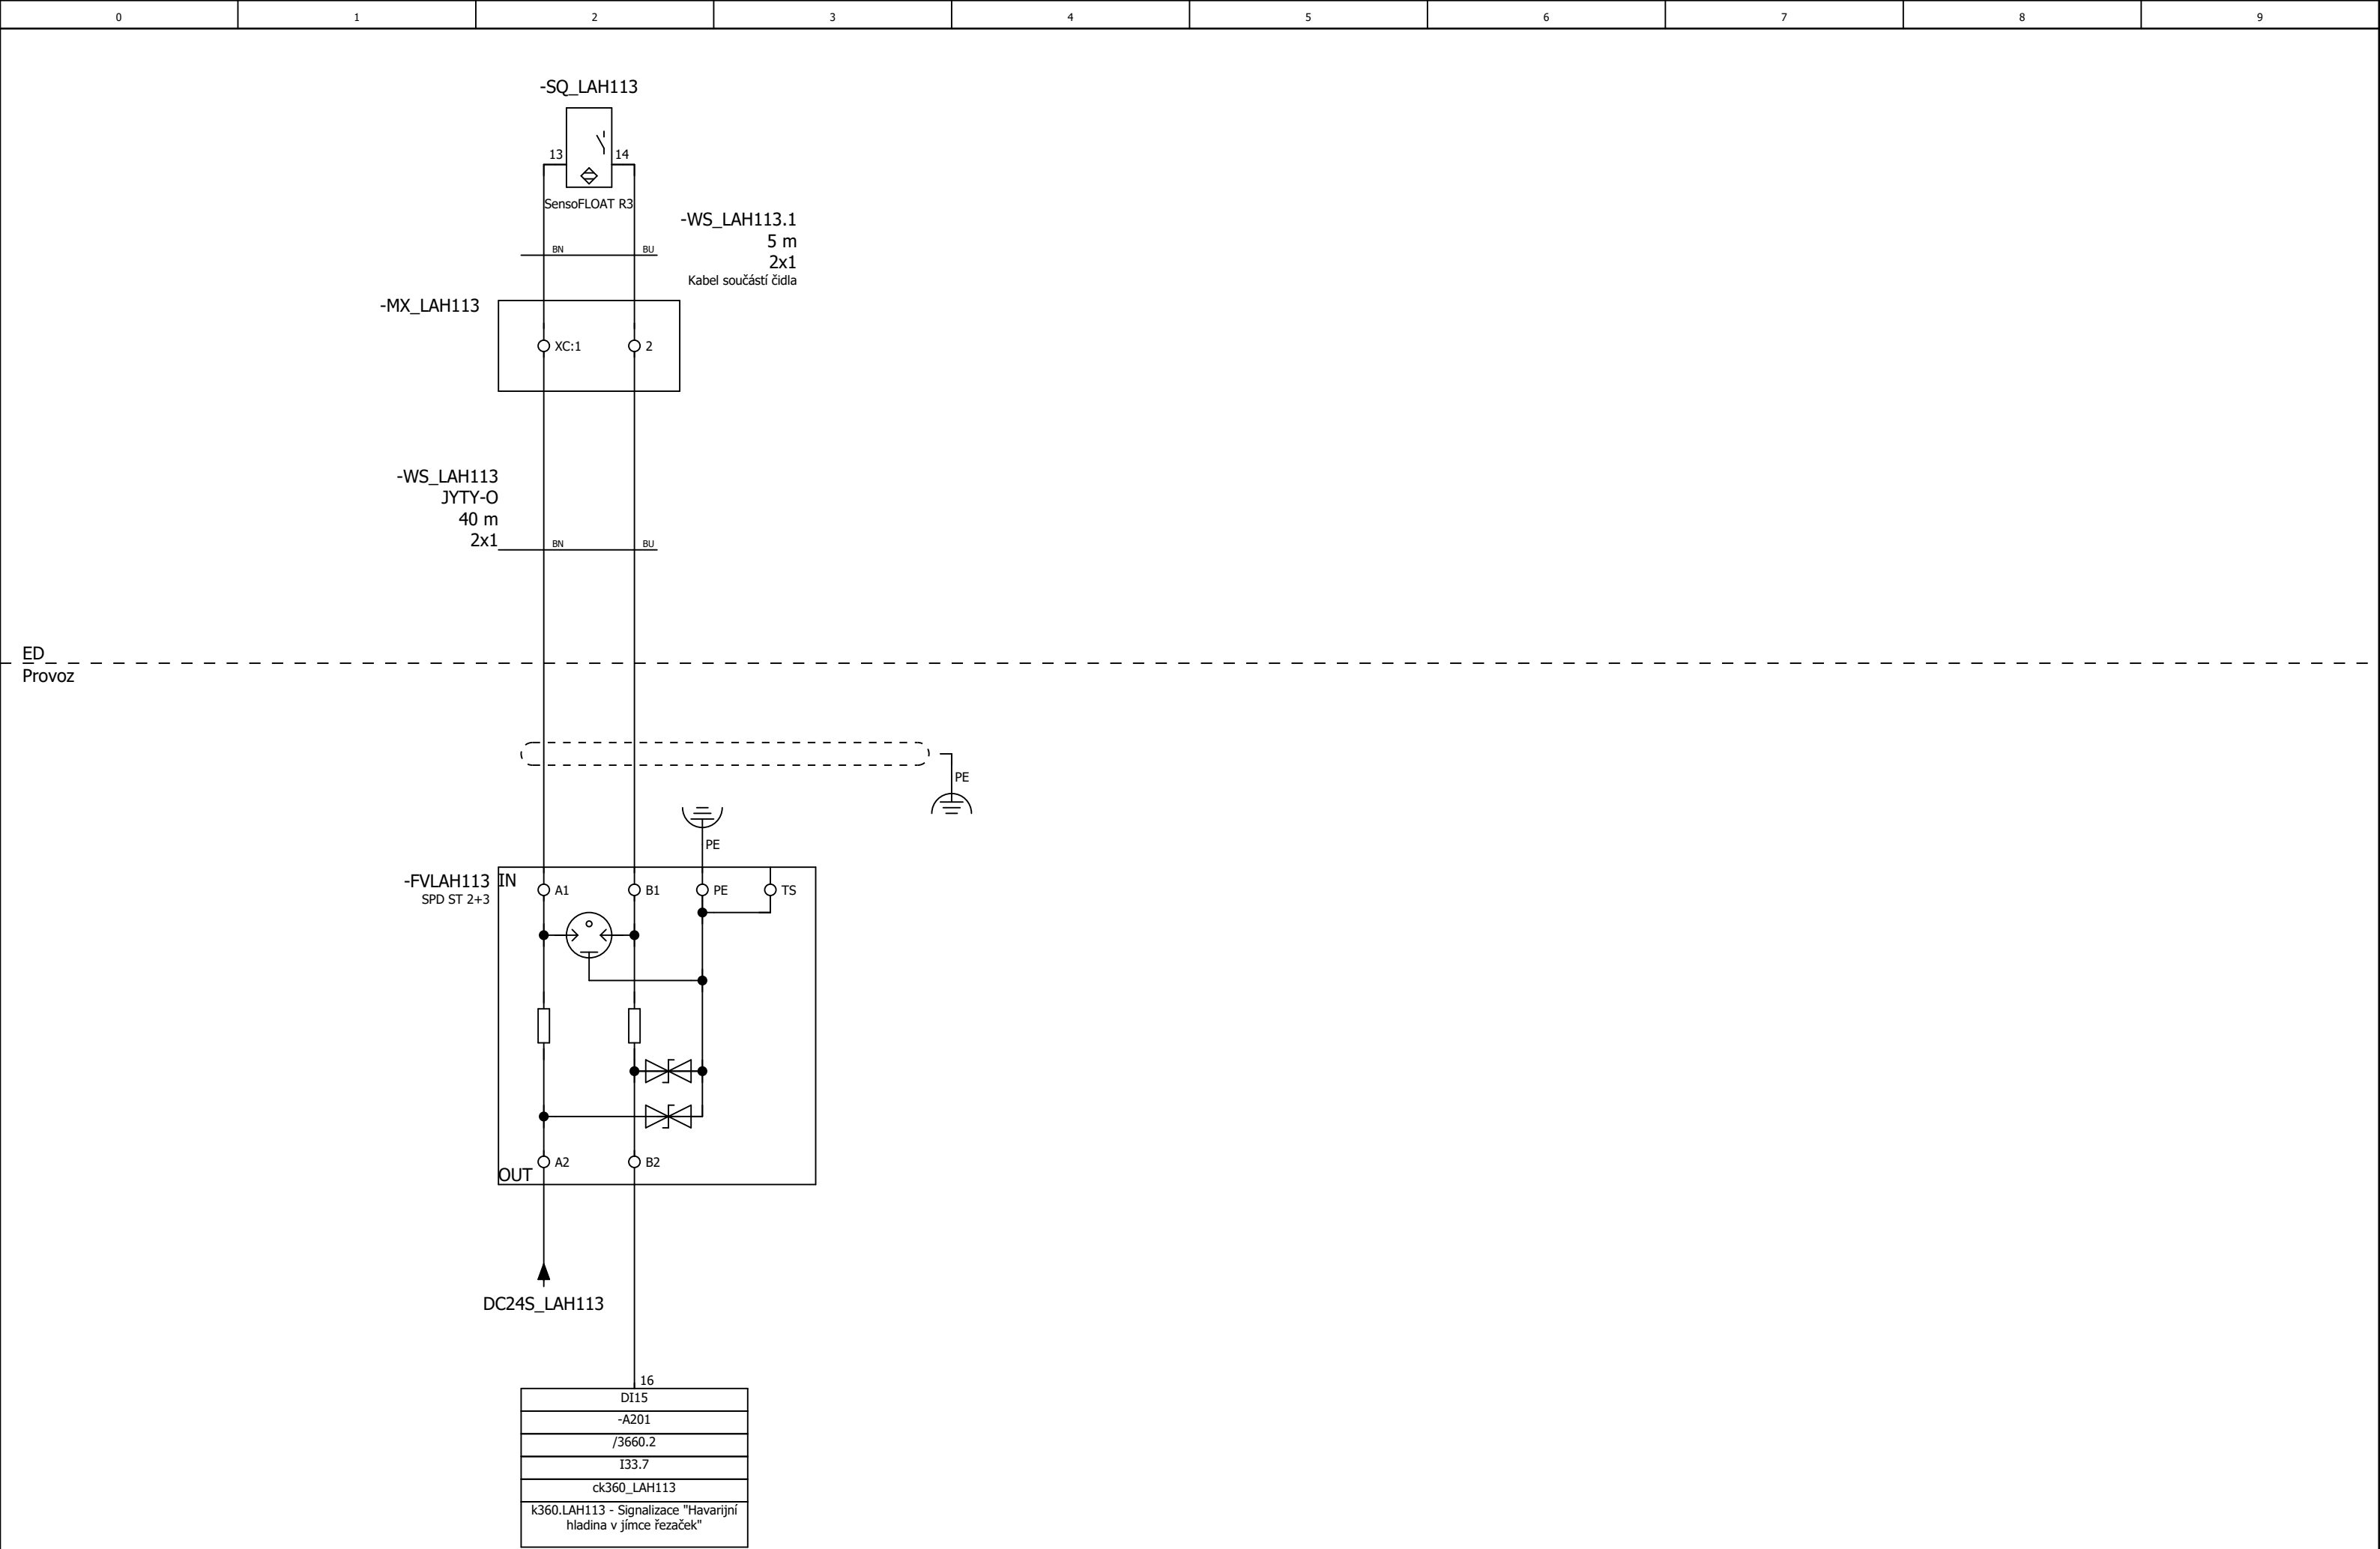 0 1 2 3 4 5 6 7 8 9
-SQ_LAH113
13 14
SensoFLOAT R3
-WS_LAH113.1
5 m
2x1
Kabel součástí čidla
BN BU
-MX_LAH113
XC:1 2
-WS_LAH113
JYTY-O
40 m
2x1
BN BU
ED
Provoz
PE
PE
-FVLAH113 IN
SPD ST 2+3
A1 B1 PE TS
A2 B2
OUT
DC24S_LAH113
16
DI15
-A201
/3660.2
I33.7
ck360_LAH113
k360.LAH113 - Signalizace "Havarijní
hladina v jímce řezaček"